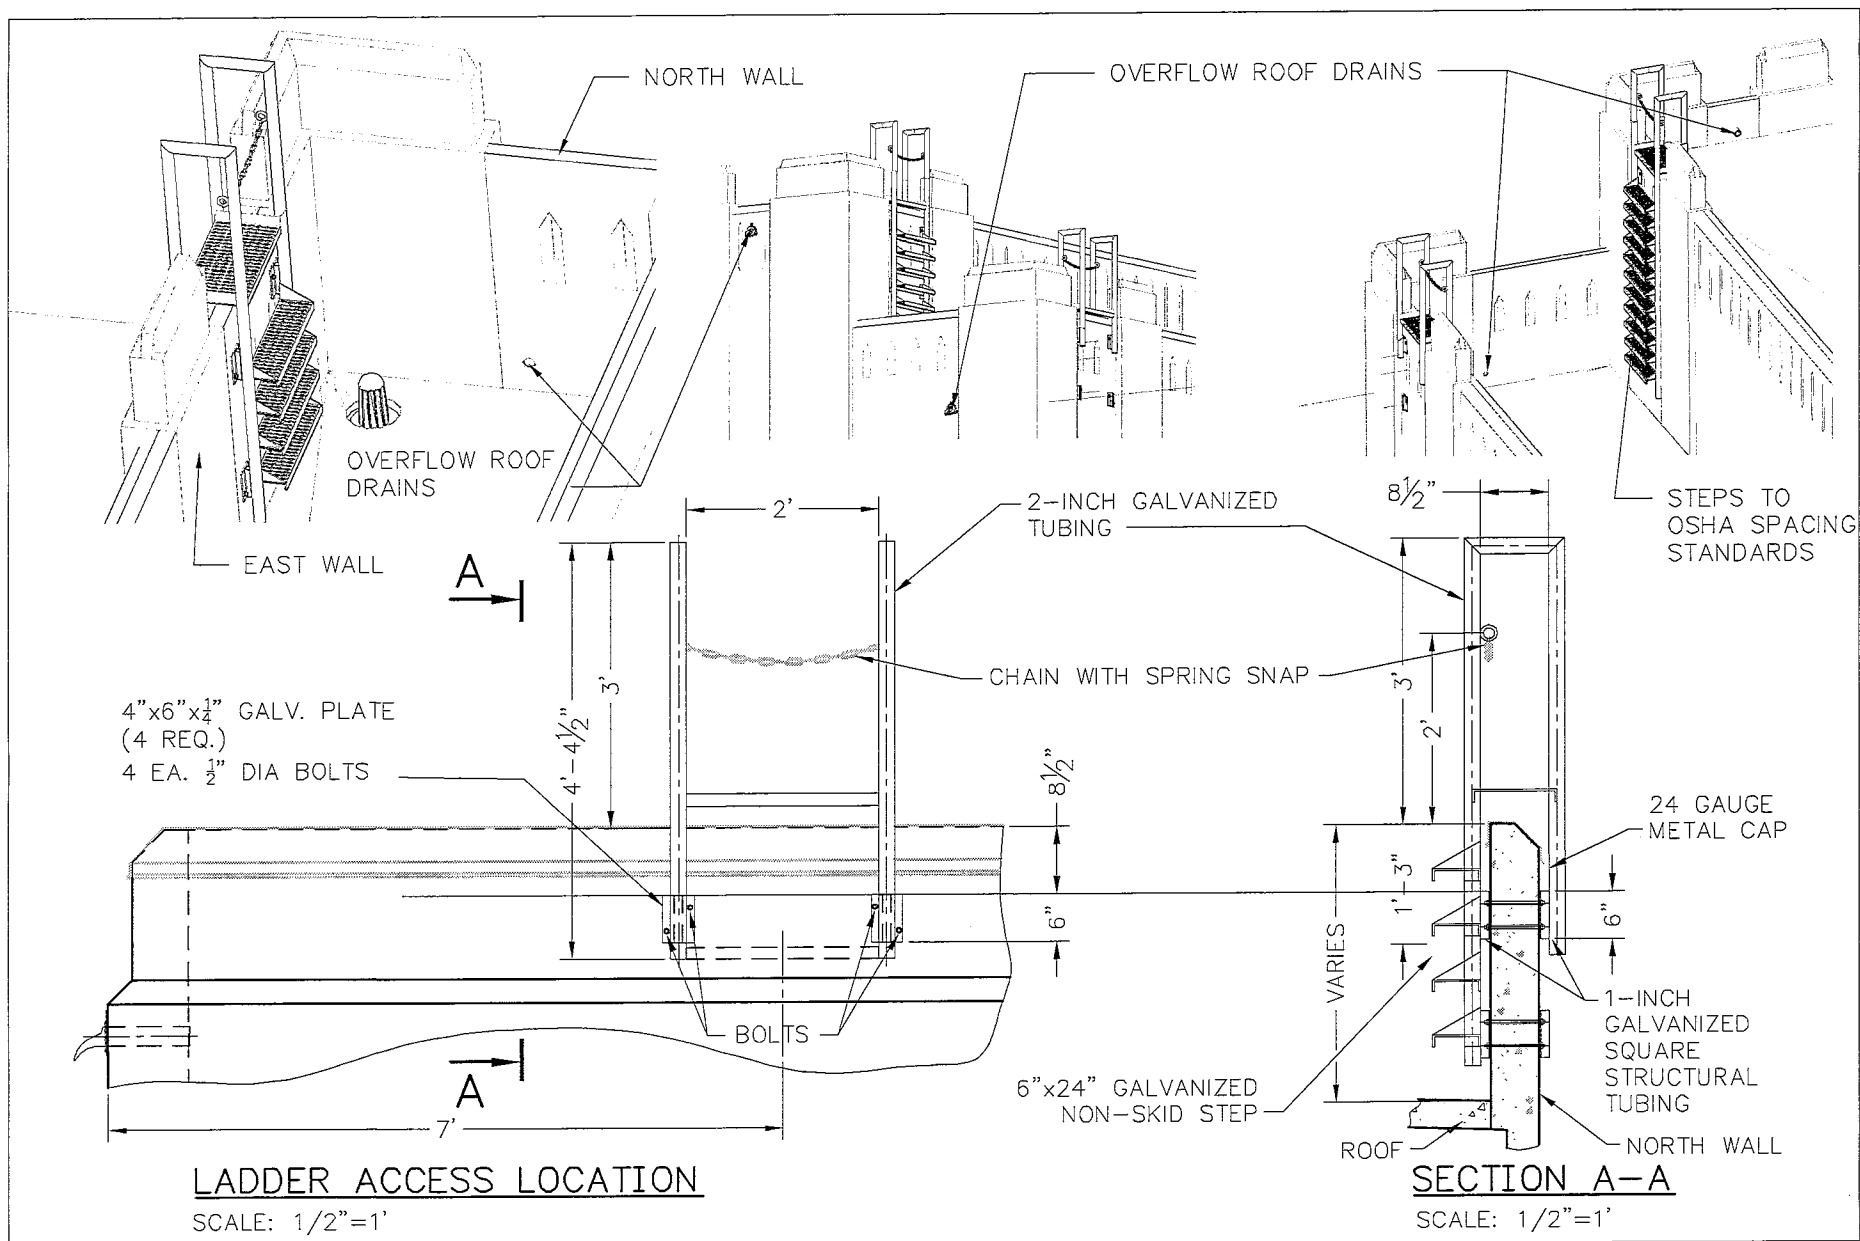 NORTH WALL
OVERFLOW ROOF DRAINS
OVERFLOW ROOF
DRAINS
EAST WALL
STEPS TO
OSHA SPACING
STANDARDS
2'
2-INCH GALVANIZED
TUBING
8½"
A
3'
4'-4½"
CHAIN WITH SPRING SNAP
3'
2'
4"x6"x¼" GALV. PLATE
(4 REQ.)
4 EA. ½" DIA BOLTS
8½"
6"
24 GAUGE
METAL CAP
1'-3"
6"
VARIES
BOLTS
A
7'
6"x24" GALVANIZED
NON-SKID STEP
1-INCH
GALVANIZED
SQUARE
STRUCTURAL
TUBING
ROOF
NORTH WALL
LADDER ACCESS LOCATION
SCALE: 1/2"=1'
SECTION A-A
SCALE: 1/2"=1'